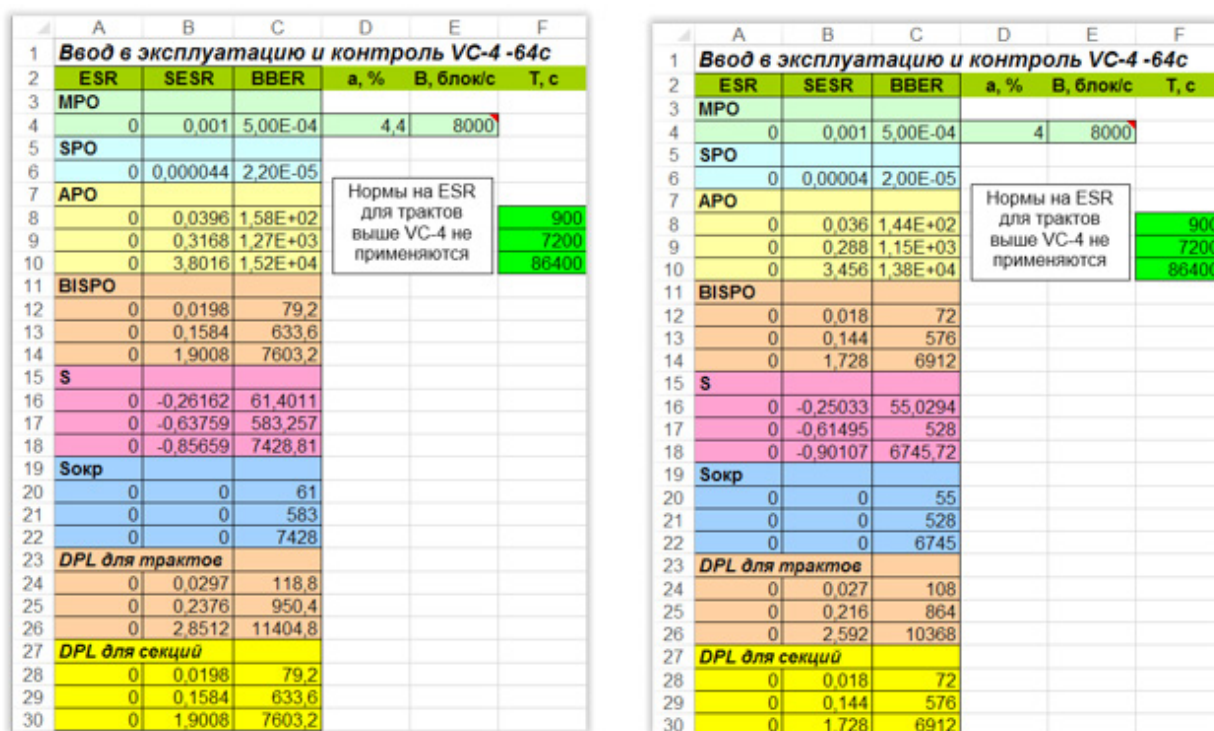 A B C D E F
1 Ввод в эксплуатацию и контроль VC-4 -64с
2 ESR SESR BBER a, % B, блок/с T, c
3 MPO
4 0 0,001 5,00E-04 4,4 8000
5 SPO
6 0 0,000044 2,20E-05
7 APO
Нормы на ESR
для трактов
выше VC-4 не
применяются
8 0 0,0396 1,58E+02 900
9 0 0,3168 1,27E+03 7200
10 0 3,8016 1,52E+04 86400
11 BISPO
12 0 0,0198 79,2
13 0 0,1584 633,6
14 0 1,9008 7603,2
15 S
16 0 -0,26162 61,4011
17 0 -0,63759 583,257
18 0 -0,85659 7428,81
19 Sокр
20 0 0 61
21 0 0 583
22 0 0 7428
23 DPL для трактов
24 0 0,0297 118,8
25 0 0,2376 950,4
26 0 2,8512 11404,8
27 DPL для секций
28 0 0,0198 79,2
29 0 0,1584 633,6
30 0 1,9008 7603,2
A B C D E F
1 Ввод в эксплуатацию и контроль VC-4 -64с
2 ESR SESR BBER a, % B, блок/с T, c
3 MPO
4 0 0,001 5,00E-04 4 8000
5 SPO
6 0 0,00004 2,00E-05
7 APO
Нормы на ESR
для трактов
выше VC-4 не
применяются
8 0 0,036 1,44E+02 900
9 0 0,288 1,15E+03 7200
10 0 3,456 1,38E+04 86400
11 BISPO
12 0 0,018 72
13 0 0,144 576
14 0 1,728 6912
15 S
16 0 -0,25033 55,0294
17 0 -0,61495 528
18 0 -0,90107 6745,72
19 Sокр
20 0 0 55
21 0 0 528
22 0 0 6745
23 DPL для трактов
24 0 0,027 108
25 0 0,216 864
26 0 2,592 10368
27 DPL для секций
28 0 0,018 72
29 0 0,144 576
30 0 1,728 6912